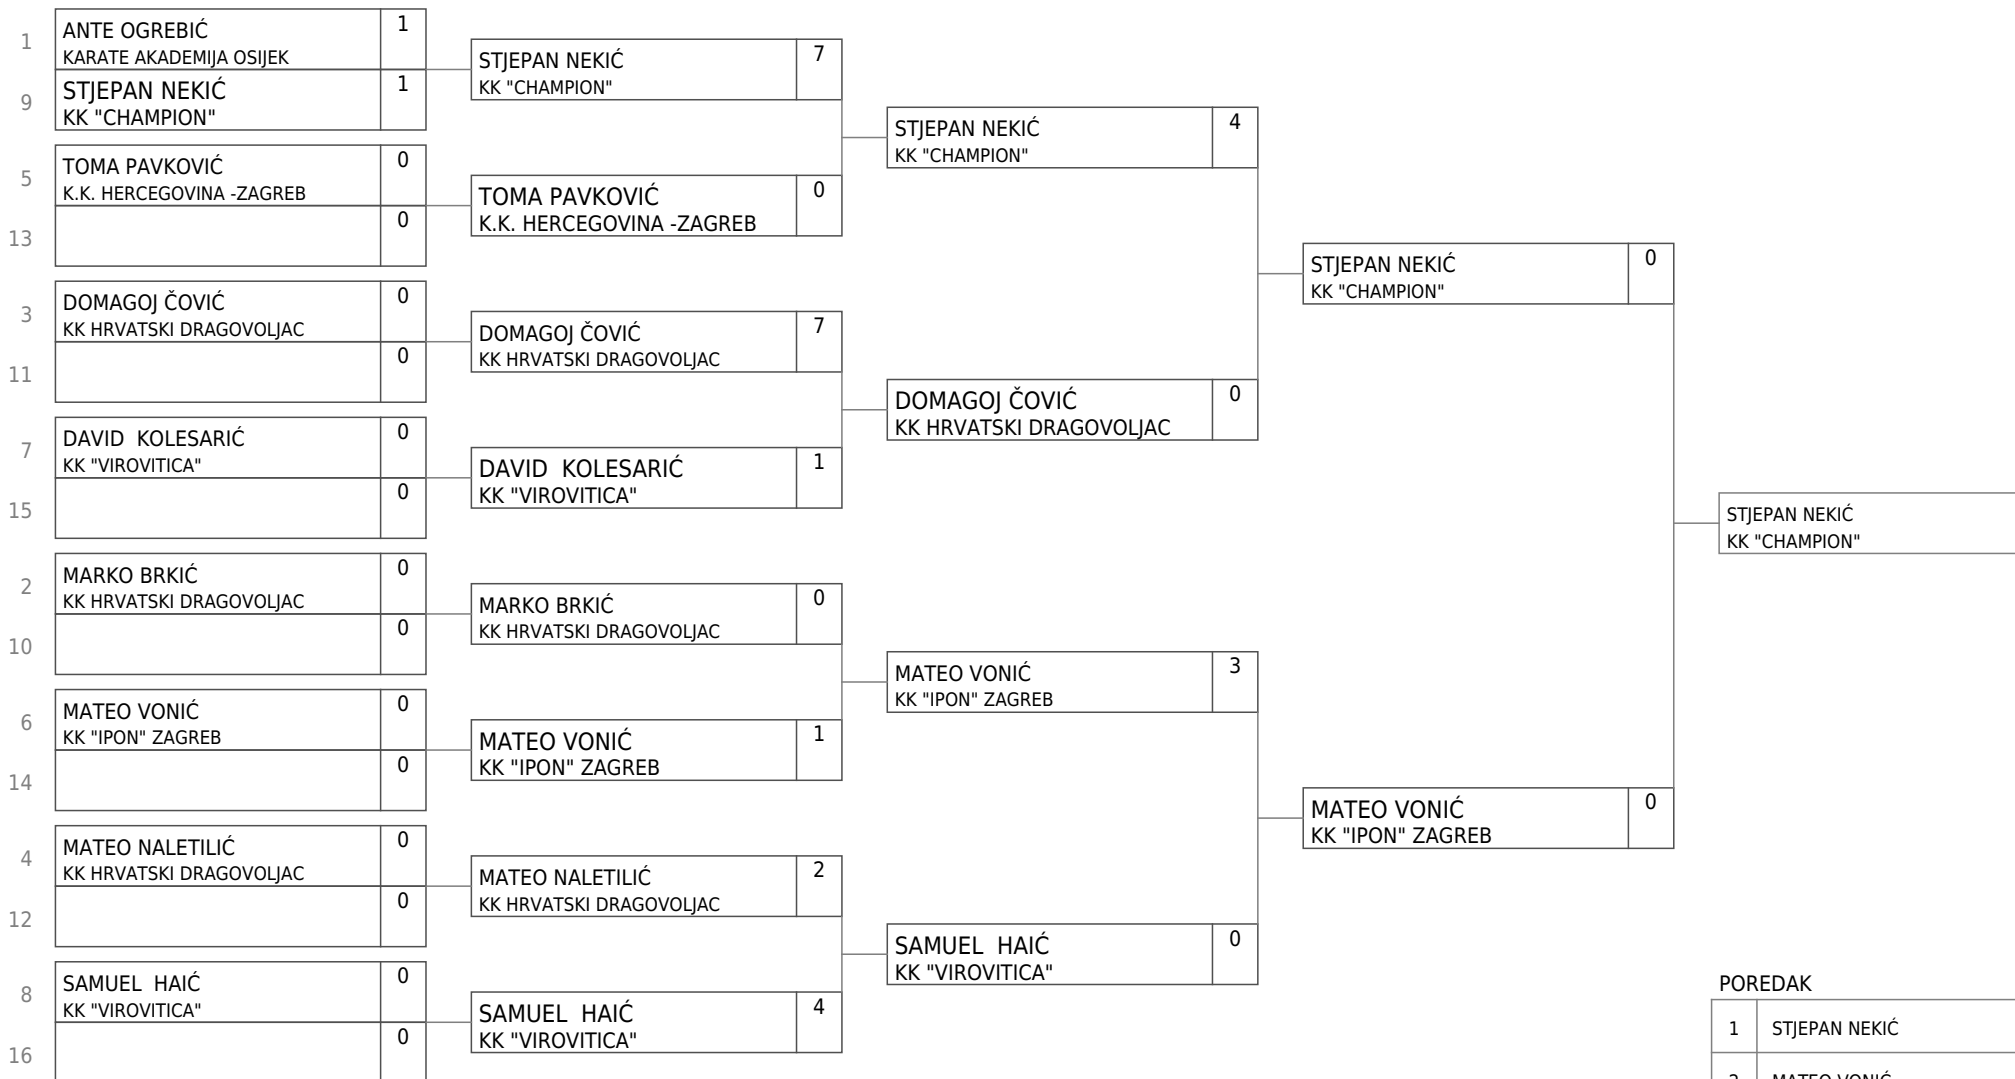 1
ANTE OGREBIĆ
KARATE AKADEMIJA OSIJEK
1
9
STJEPAN NEKIĆ
KK "CHAMPION"
1
5
TOMA PAVKOVIĆ
K.K. HERCEGOVINA -ZAGREB
0
13
0
3
DOMAGOJ ČOVIĆ
KK HRVATSKI DRAGOVOLJAC
0
11
0
7
DAVID  KOLESARIĆ
KK "VIROVITICA"
0
15
0
2
MARKO BRKIĆ
KK HRVATSKI DRAGOVOLJAC
0
10
0
6
MATEO VONIĆ
KK "IPON" ZAGREB
0
14
0
4
MATEO NALETILIĆ
KK HRVATSKI DRAGOVOLJAC
0
12
0
8
SAMUEL  HAIĆ
KK "VIROVITICA"
0
16
0
STJEPAN NEKIĆ
KK "CHAMPION"
7
TOMA PAVKOVIĆ
K.K. HERCEGOVINA -ZAGREB
0
DOMAGOJ ČOVIĆ
KK HRVATSKI DRAGOVOLJAC
7
DAVID  KOLESARIĆ
KK "VIROVITICA"
1
MARKO BRKIĆ
KK HRVATSKI DRAGOVOLJAC
0
MATEO VONIĆ
KK "IPON" ZAGREB
1
MATEO NALETILIĆ
KK HRVATSKI DRAGOVOLJAC
2
SAMUEL  HAIĆ
KK "VIROVITICA"
4
STJEPAN NEKIĆ
KK "CHAMPION"
4
DOMAGOJ ČOVIĆ
KK HRVATSKI DRAGOVOLJAC
0
MATEO VONIĆ
KK "IPON" ZAGREB
3
SAMUEL  HAIĆ
KK "VIROVITICA"
0
STJEPAN NEKIĆ
KK "CHAMPION"
0
MATEO VONIĆ
KK "IPON" ZAGREB
0
STJEPAN NEKIĆ
KK "CHAMPION"
POREDAK
1 STJEPAN NEKIĆ
2 MATEO VONIĆ